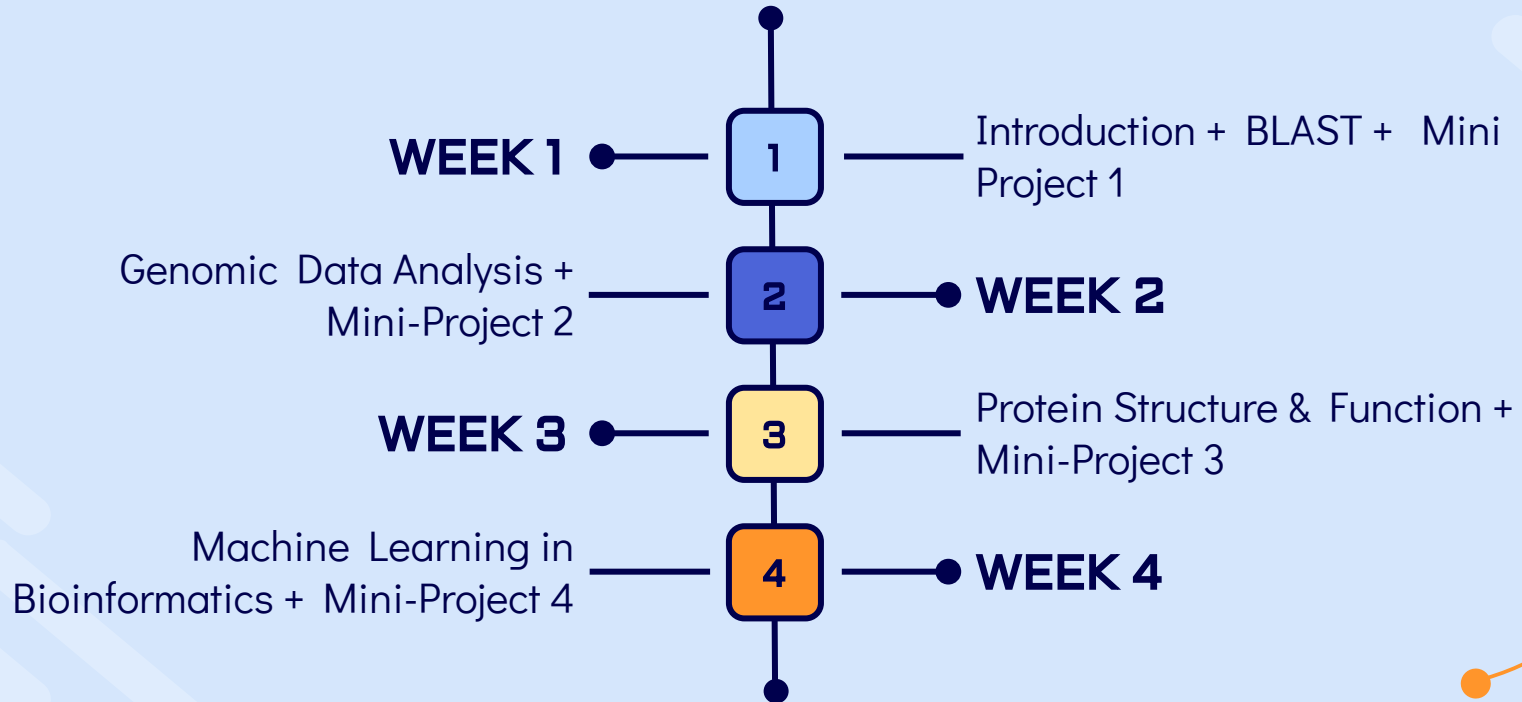 WEEK 1
1
Introduction + BLAST + Mini
Project 1
Genomic Data Analysis +
Mini-Project 2
2
WEEK 2
WEEK 3
3
Protein Structure & Function +
Mini-Project 3
Machine Learning in
Bioinformatics + Mini-Project 4
4
WEEK 4